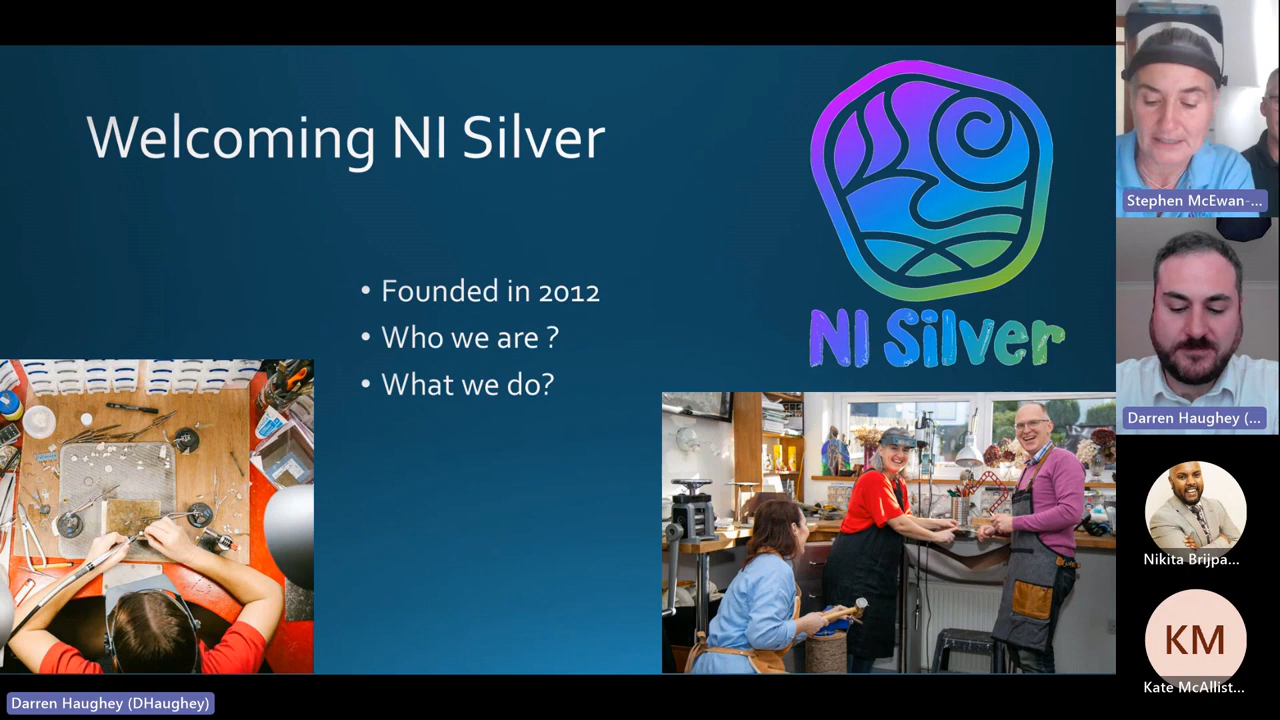 Welcoming NI Silver
• Founded in 2012
• Who we are ?
• What we do?
NI Silver
Stephen McEwan-...
Darren Haughey (...
Nikita Brijpa...
KM
Kate McAllist...
Darren Haughey (DHaughey)